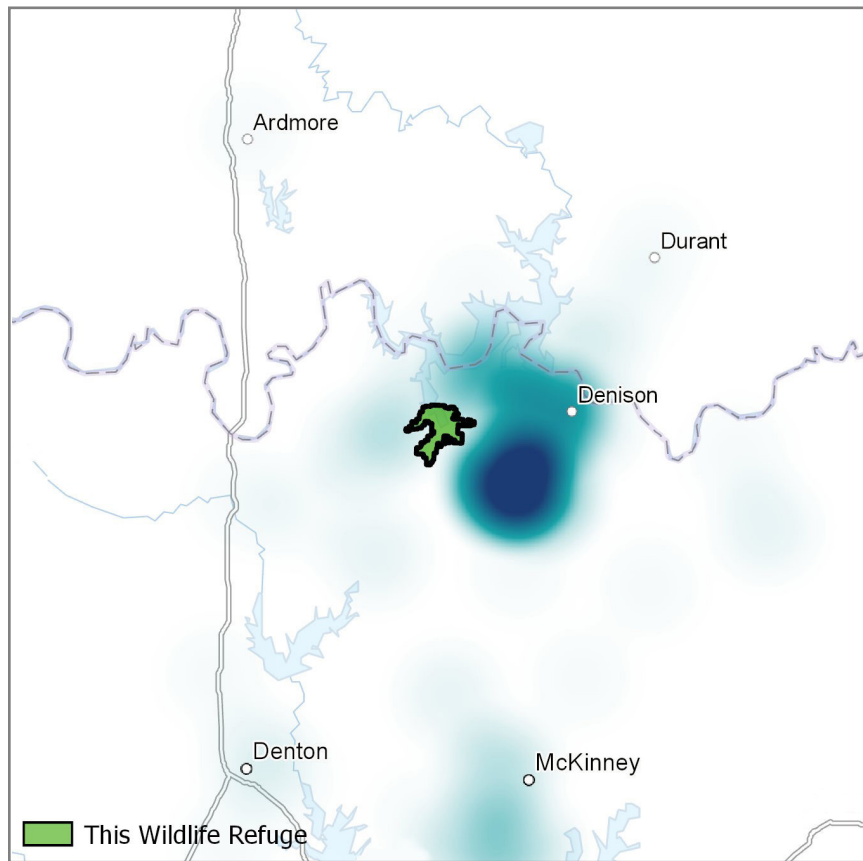 Ardmore
Durant
Denison
Denton
McKinney
This Wildlife Refuge